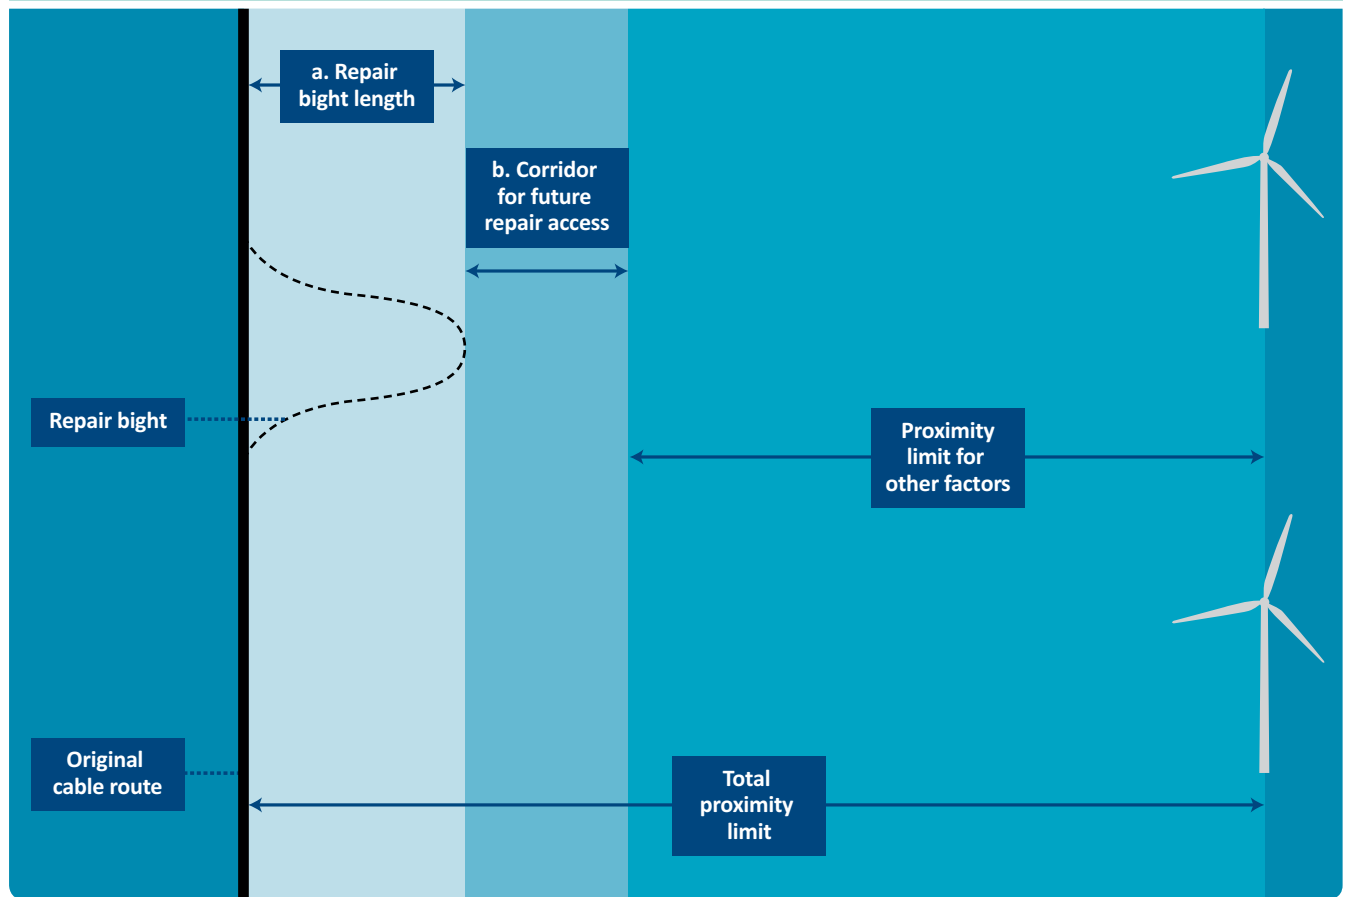 a. Repair
bight length
b. Corridor
for future
repair access
Repair bight
Proximity
limit for
other factors
Original
cable route
Total
proximity
limit